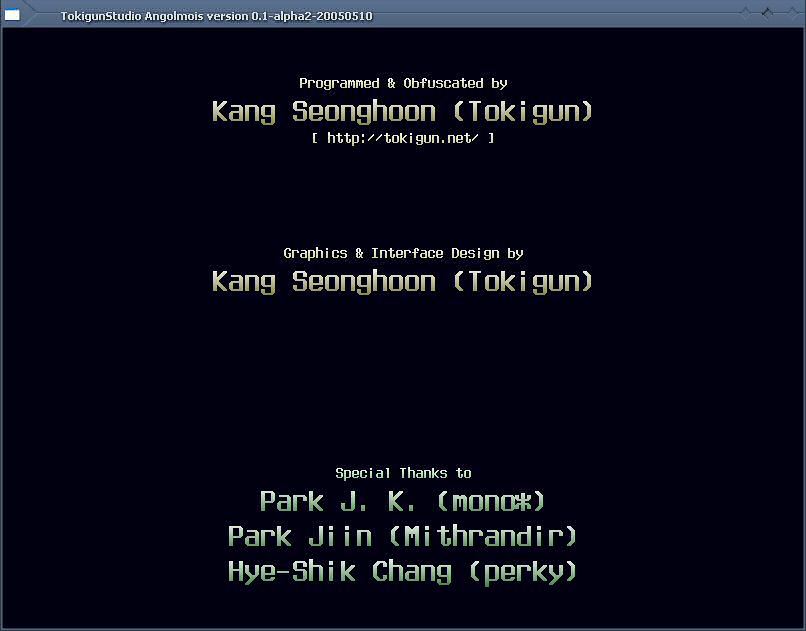 TokigunStudio Angolmois version 0.1-alpha2-20050510
Programmed & Obfuscated by
Kang Seonghoon (Tokigun)
[ http://tokigun.net/ ]
Graphics & Interface Design by
Kang Seonghoon (Tokigun)
Special Thanks to
Park J. K. (mono*)
Park Jiin (Mithrandir)
Hye-Shik Chang (perky)